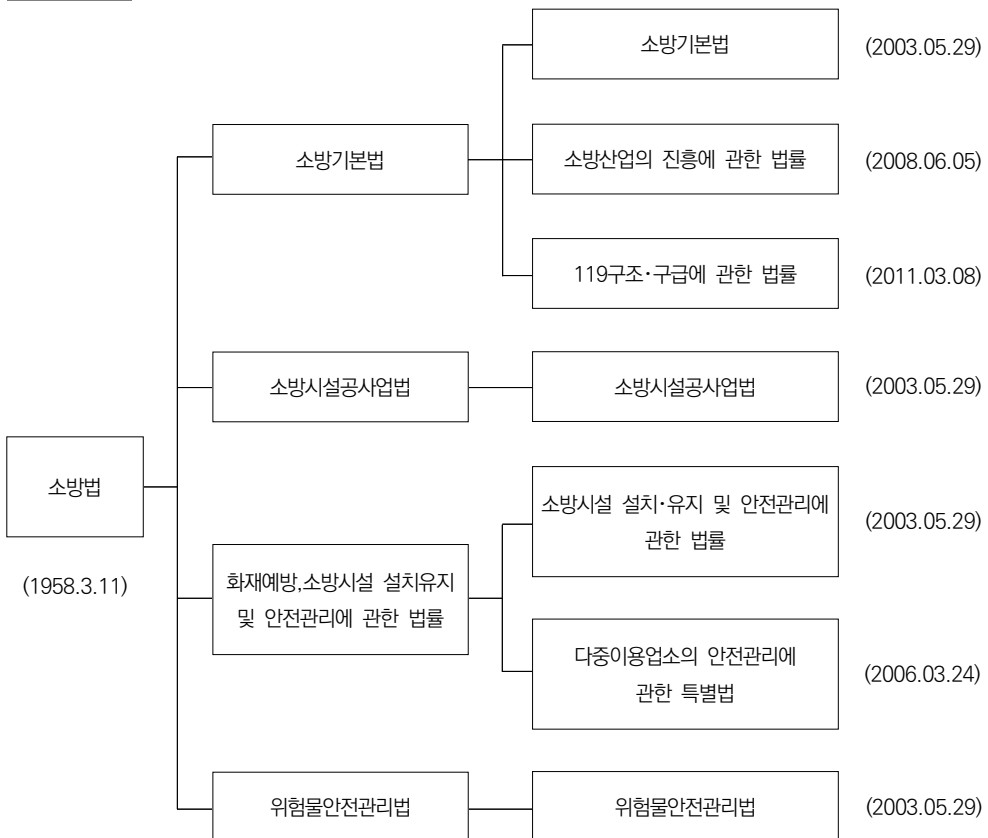 소방기본법
(2003.05.29)
소방기본법
소방산업의 진흥에 관한 법률
(2008.06.05)
119구조·구급에 관한 법률
(2011.03.08)
소방시설공사업법
소방시설공사업법
(2003.05.29)
소방법
(1958.3.11)
소방시설 설치·유지 및 안전관리에
관한 법률
(2003.05.29)
화재예방,소방시설 설치유지
및 안전관리에 관한 법률
다중이용업소의 안전관리에
관한 특별법
(2006.03.24)
위험물안전관리법
위험물안전관리법
(2003.05.29)